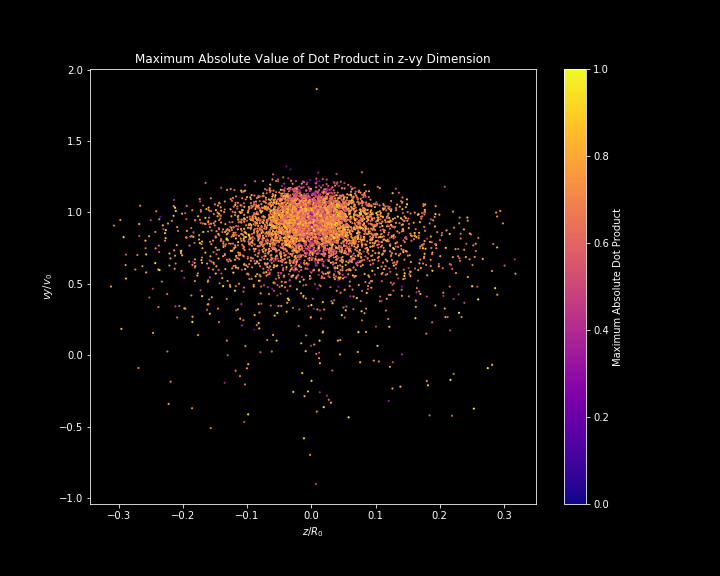 Maximum Absolute Value of Dot Product in z-vy Dimension
2.0
1.5
1.0
0.5
0.0
−0.5
−1.0
vy/v₀
−0.3 −0.2 −0.1 0.0 0.1 0.2 0.3
z/R₀
1.0
0.8
0.6
0.4
0.2
0.0
Maximum Absolute Dot Product